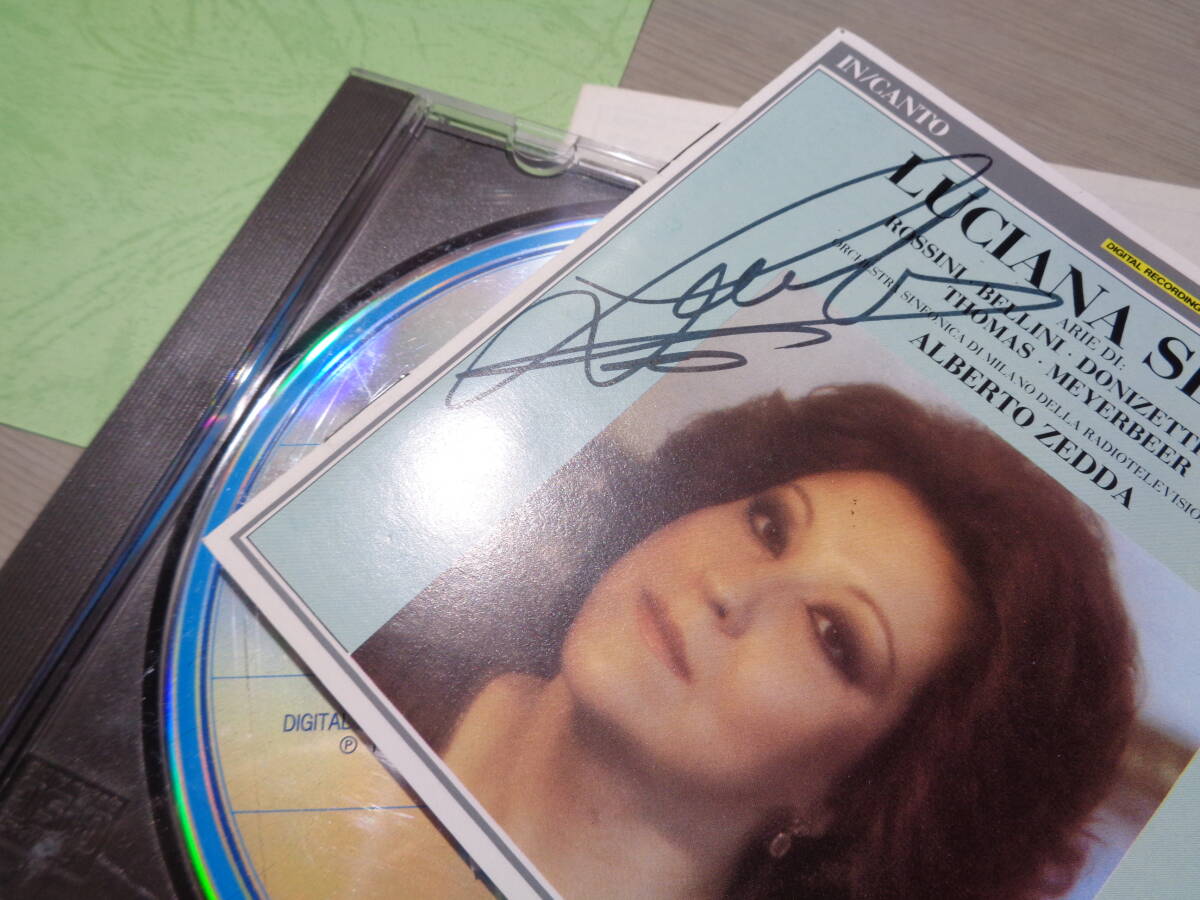 IN/CANTO
DIGITAL RECORDING
LUCIANA SE
ARIE DI:
ROSSINI · BELLINI · DONIZETTI
THOMAS · MEYERBEER
ORCHESTRA SINFONICA DI MILANO DELLA RADIOTELEVISIO
ALBERTO ZEDDA
DIGITAL
℗ 1